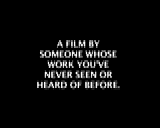 A FILM BY
SOMEONE WHOSE
WORK YOU'VE
NEVER SEEN OR
HEARD OF BEFORE.